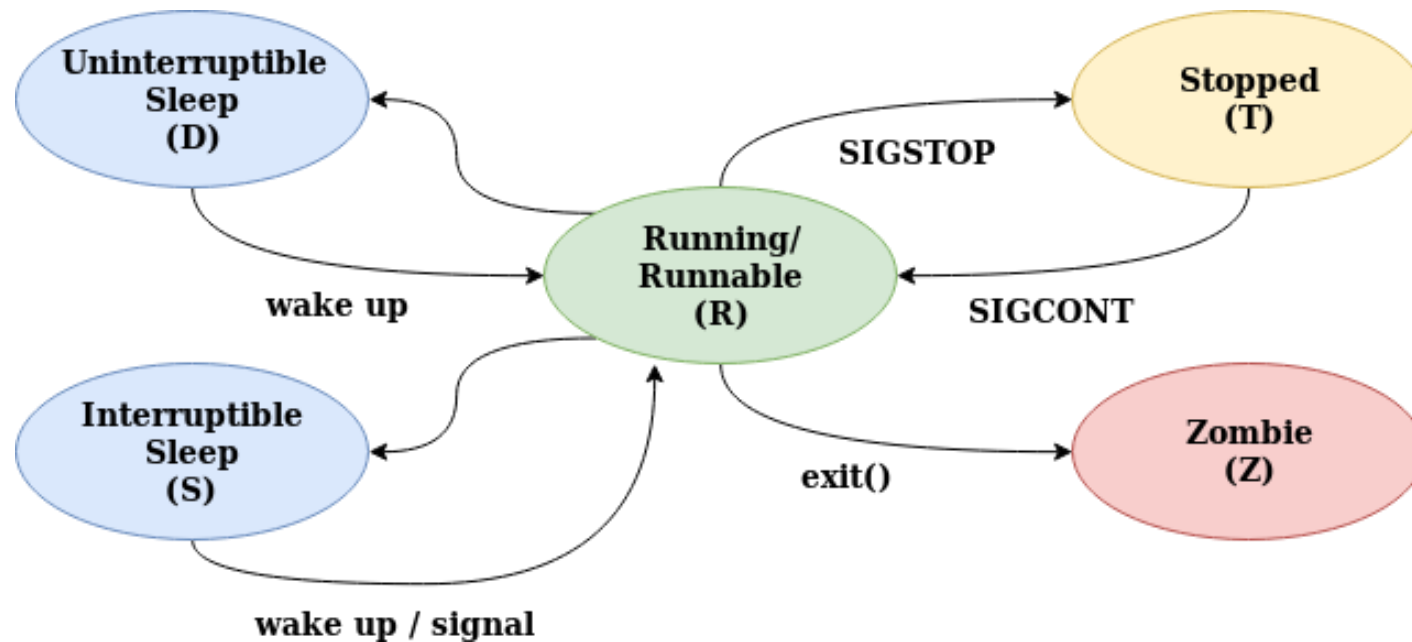 Uninterruptible
Sleep
(D)
Stopped
(T)
SIGSTOP
Running/
Runnable
(R)
wake up
SIGCONT
Interruptible
Sleep
(S)
Zombie
(Z)
exit()
wake up / signal